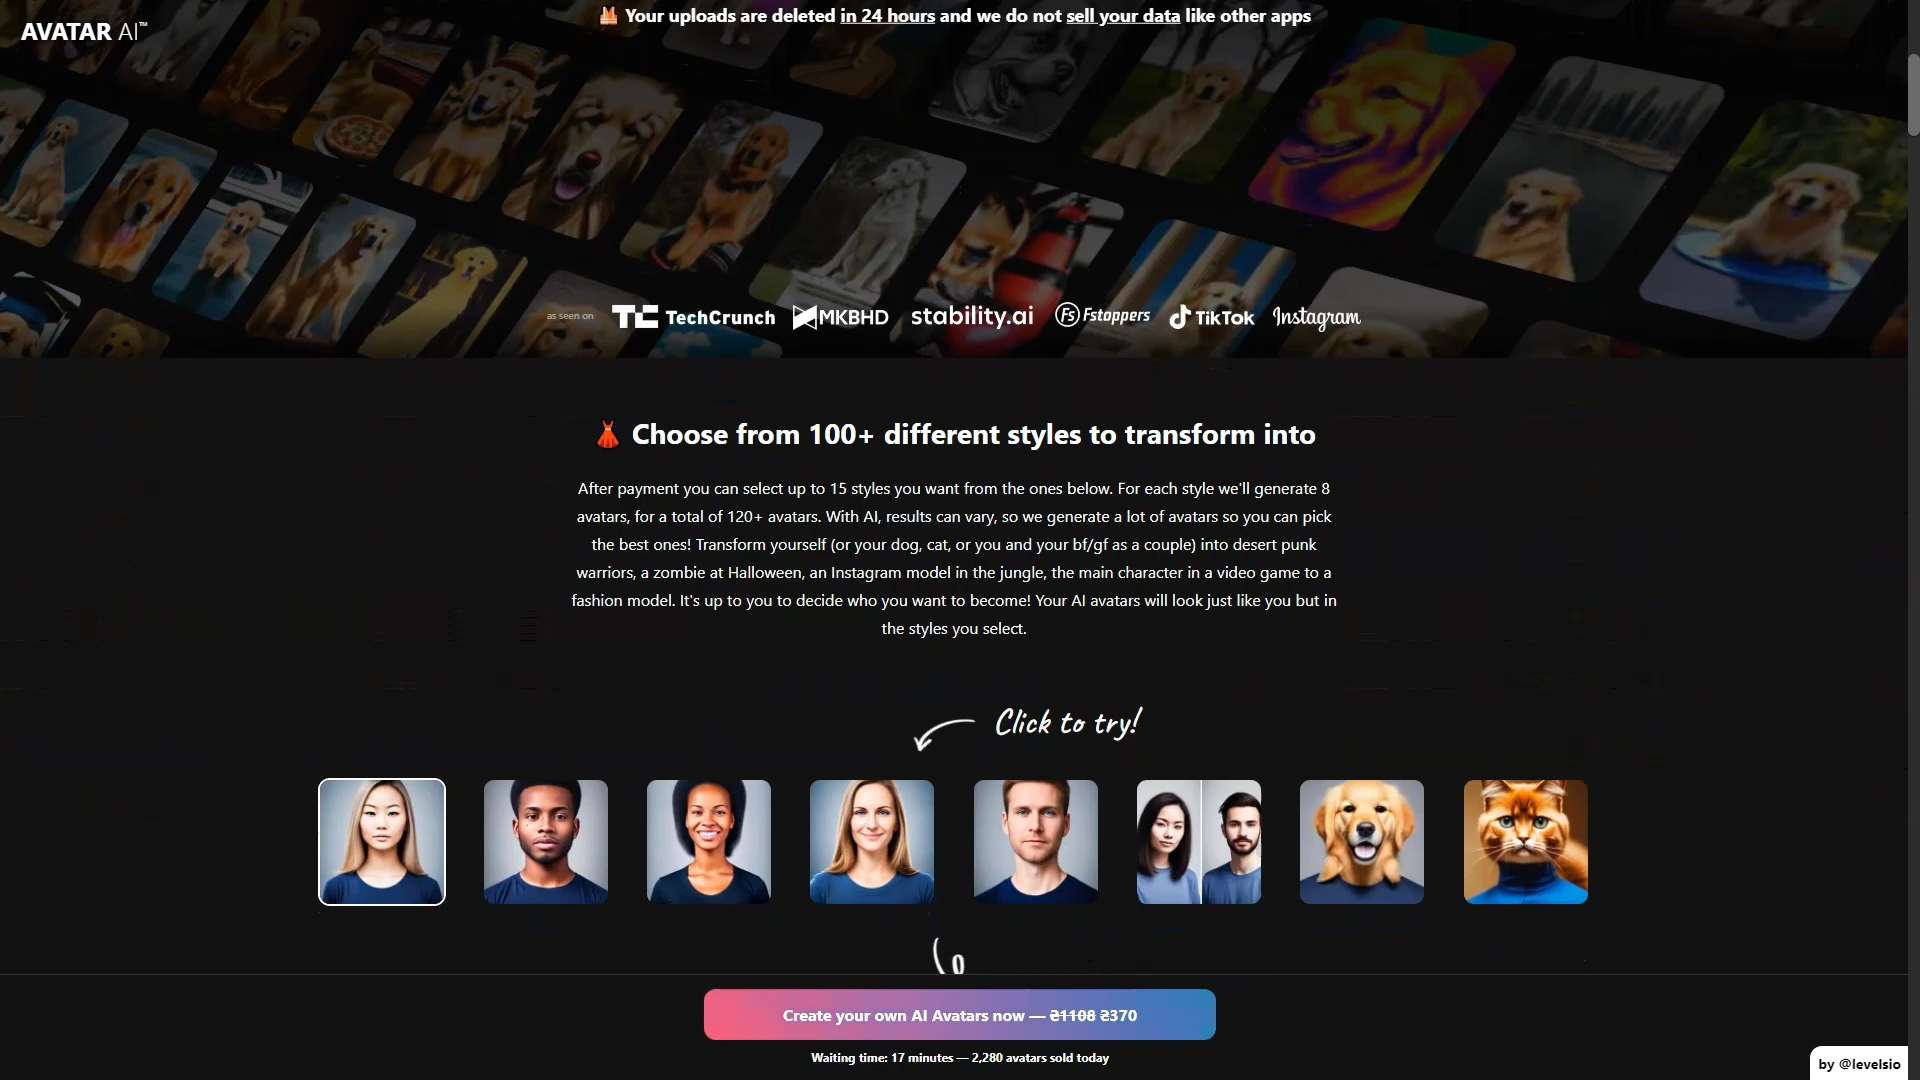 Your uploads are deleted in 24 hours and we do not sell your data like other apps
AVATAR AI™
as seen on TechCrunch MKBHD stability.ai Fs Fstoppers TikTok Instagram
Choose from 100+ different styles to transform into
After payment you can select up to 15 styles you want from the ones below. For each style we'll generate 8
avatars, for a total of 120+ avatars. With AI, results can vary, so we generate a lot of avatars so you can pick
the best ones! Transform yourself (or your dog, cat, or you and your bf/gf as a couple) into desert punk
warriors, a zombie at Halloween, an Instagram model in the jungle, the main character in a video game to a
fashion model. It's up to you to decide who you want to become! Your AI avatars will look just like you but in
the styles you select.
Click to try!
Create your own AI Avatars now — ₴1108 ₴370
Waiting time: 17 minutes — 2,280 avatars sold today
by @levelsio